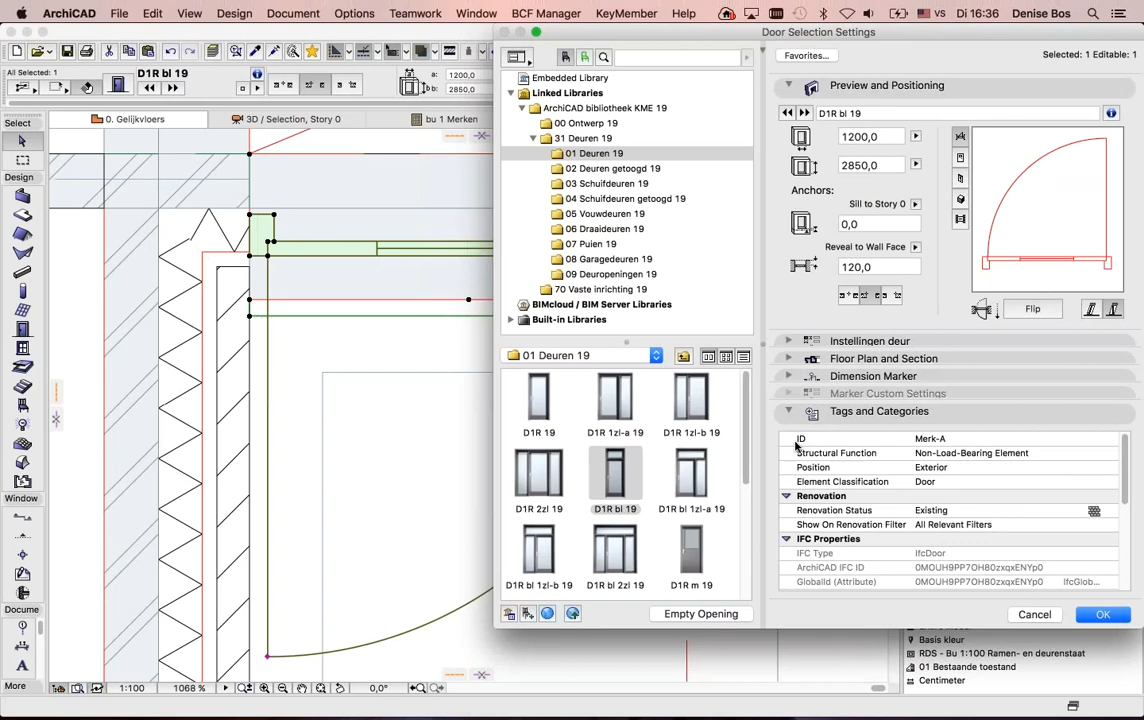 ArchiCAD File Edit View Design Document Options Teamwork Window BCF Manager KeyMember Help VS Di 16:36 Denise Bos
Door Selection Settings
Favorites...
Selected: 1 Editable: 1
All Selected: 1
D1R bl 19
a: 1200,0
b: 2850,0
0. Gelijkvloers
3D / Selection, Story 0
bu 1 Merken
Select
Design
Window
Docume
More
Embedded Library
Linked Libraries
ArchiCAD bibliotheek KME 19
00 Ontwerp 19
31 Deuren 19
01 Deuren 19
02 Deuren getoogd 19
03 Schuifdeuren 19
04 Schuifdeuren getoogd 19
05 Vouwdeuren 19
06 Draaideuren 19
07 Puien 19
08 Garagedeuren 19
09 Deuropeningen 19
70 Vaste inrichting 19
BIMcloud / BIM Server Libraries
Built-in Libraries
01 Deuren 19
D1R 19
D1R 1zl-a 19
D1R 1zl-b 19
D1R 2zl 19
D1R bl 19
D1R bl 1zl-a 19
D1R bl 1zl-b 19
D1R bl 2zl 19
D1R m 19
Empty Opening
Preview and Positioning
D1R bl 19
1200,0
2850,0
Anchors:
Sill to Story 0
0,0
Reveal to Wall Face
120,0
Flip
Instellingen deur
Floor Plan and Section
Dimension Marker
Marker Custom Settings
Tags and Categories
ID Merk-A
Structural Function Non-Load-Bearing Element
Position Exterior
Element Classification Door
Renovation
Renovation Status Existing
Show On Renovation Filter All Relevant Filters
IFC Properties
IFC Type IfcDoor
ArchiCAD IFC ID 0MOUH9PP7OH80zxqxENYp0
GlobalId (Attribute) 0MOUH9PP7OH80zxqxENYp0 IfcGlob...
Cancel
OK
Basis kleur
RDS - Bu 1:100 Ramen- en deurenstaat
01 Bestaande toestand
Centimeter
1:100
1068 %
0,0°